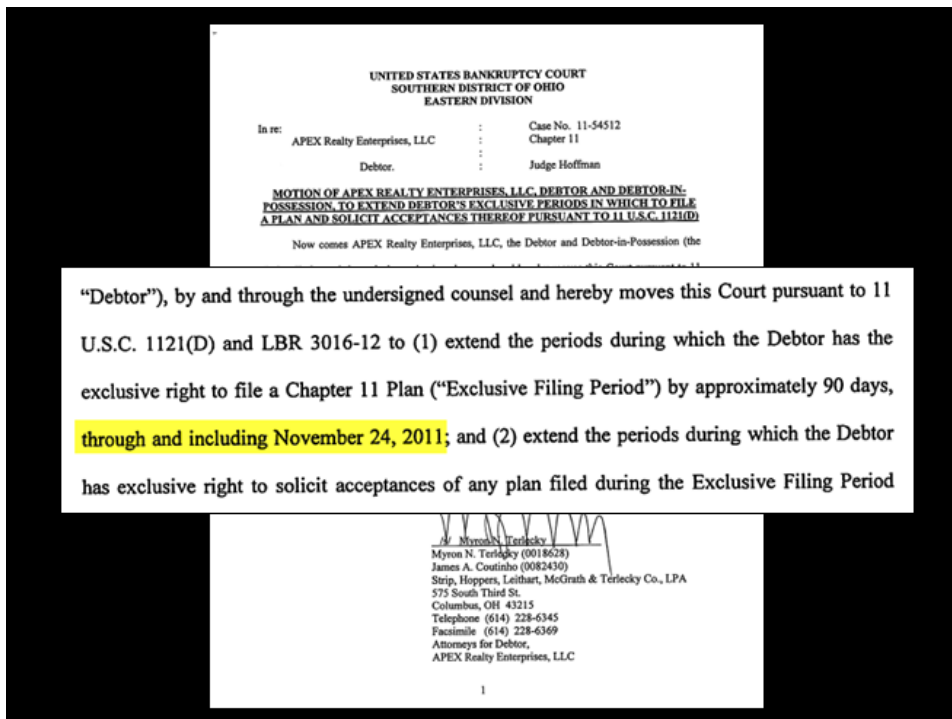 UNITED STATES BANKRUPTCY COURT
SOUTHERN DISTRICT OF OHIO
EASTERN DIVISION
In re: : Case No. 11-54512
APEX Realty Enterprises, LLC : Chapter 11
:
Debtor. : Judge Hoffman
MOTION OF APEX REALTY ENTERPRISES, LLC, DEBTOR AND DEBTOR-IN-
POSSESSION, TO EXTEND DEBTOR'S EXCLUSIVE PERIODS IN WHICH TO FILE
A PLAN AND SOLICIT ACCEPTANCES THEREOF PURSUANT TO 11 U.S.C. 1121(D)
Now comes APEX Realty Enterprises, LLC, the Debtor and Debtor-in-Possession (the
“Debtor”), by and through the undersigned counsel and hereby moves this Court pursuant to 11
U.S.C. 1121(D) and LBR 3016-12 to (1) extend the periods during which the Debtor has the
exclusive right to file a Chapter 11 Plan (“Exclusive Filing Period”) by approximately 90 days,
through and including November 24, 2011; and (2) extend the periods during which the Debtor
has exclusive right to solicit acceptances of any plan filed during the Exclusive Filing Period
/s/ Myron N. Terlecky
Myron N. Terlecky (0018628)
James A. Coutinho (0082430)
Strip, Hoppers, Leithart, McGrath & Terlecky Co., LPA
575 South Third St.
Columbus, OH 43215
Telephone (614) 228-6345
Facsimile (614) 228-6369
Attorneys for Debtor,
APEX Realty Enterprises, LLC
1